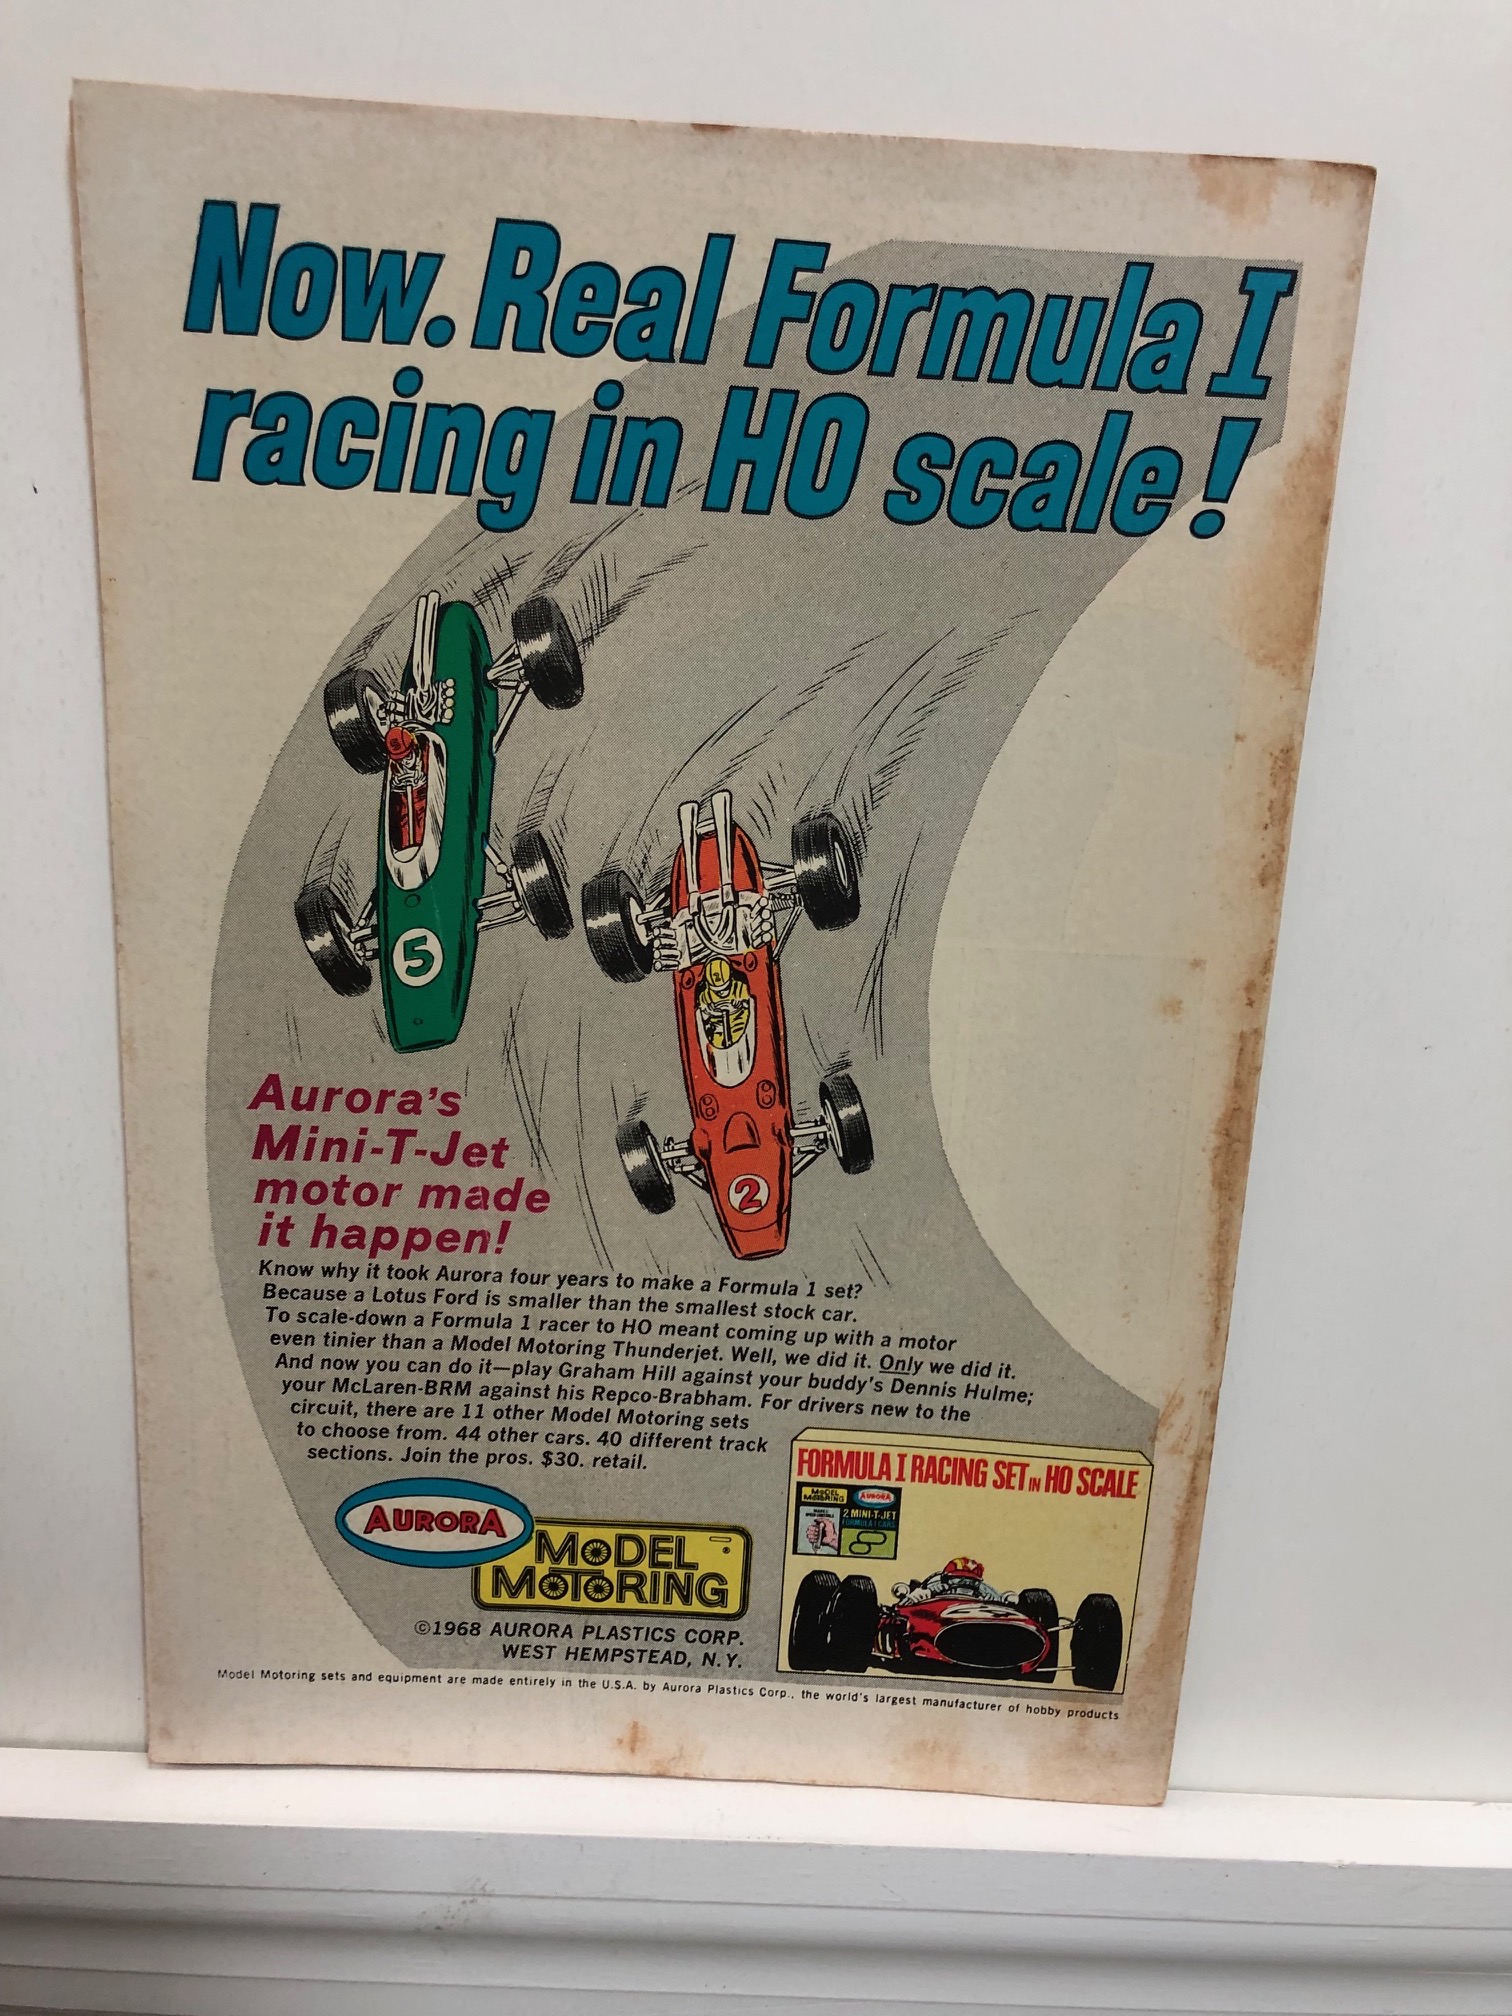 Now. Real Formula I
racing in HO scale!
5
2
Aurora's
Mini-T-Jet
motor made
it happen!
Know why it took Aurora four years to make a Formula 1 set?
Because a Lotus Ford is smaller than the smallest stock car.
To scale-down a Formula 1 racer to HO meant coming up with a motor
even tinier than a Model Motoring Thunderjet. Well, we did it. Only we did it.
And now you can do it—play Graham Hill against your buddy's Dennis Hulme;
your McLaren-BRM against his Repco-Brabham. For drivers new to the
circuit, there are 11 other Model Motoring sets
to choose from. 44 other cars. 40 different track
sections. Join the pros. $30. retail.
AURORA
MODEL
MOTORING
©1968 AURORA PLASTICS CORP.
WEST HEMPSTEAD, N.Y.
FORMULA I RACING SET IN HO SCALE
MODEL MOTORING
AURORA
2 MINI-T-JET
FORMULA I CARS
Model Motoring sets and equipment are made entirely in the U.S.A. by Aurora Plastics Corp., the world's largest manufacturer of hobby products